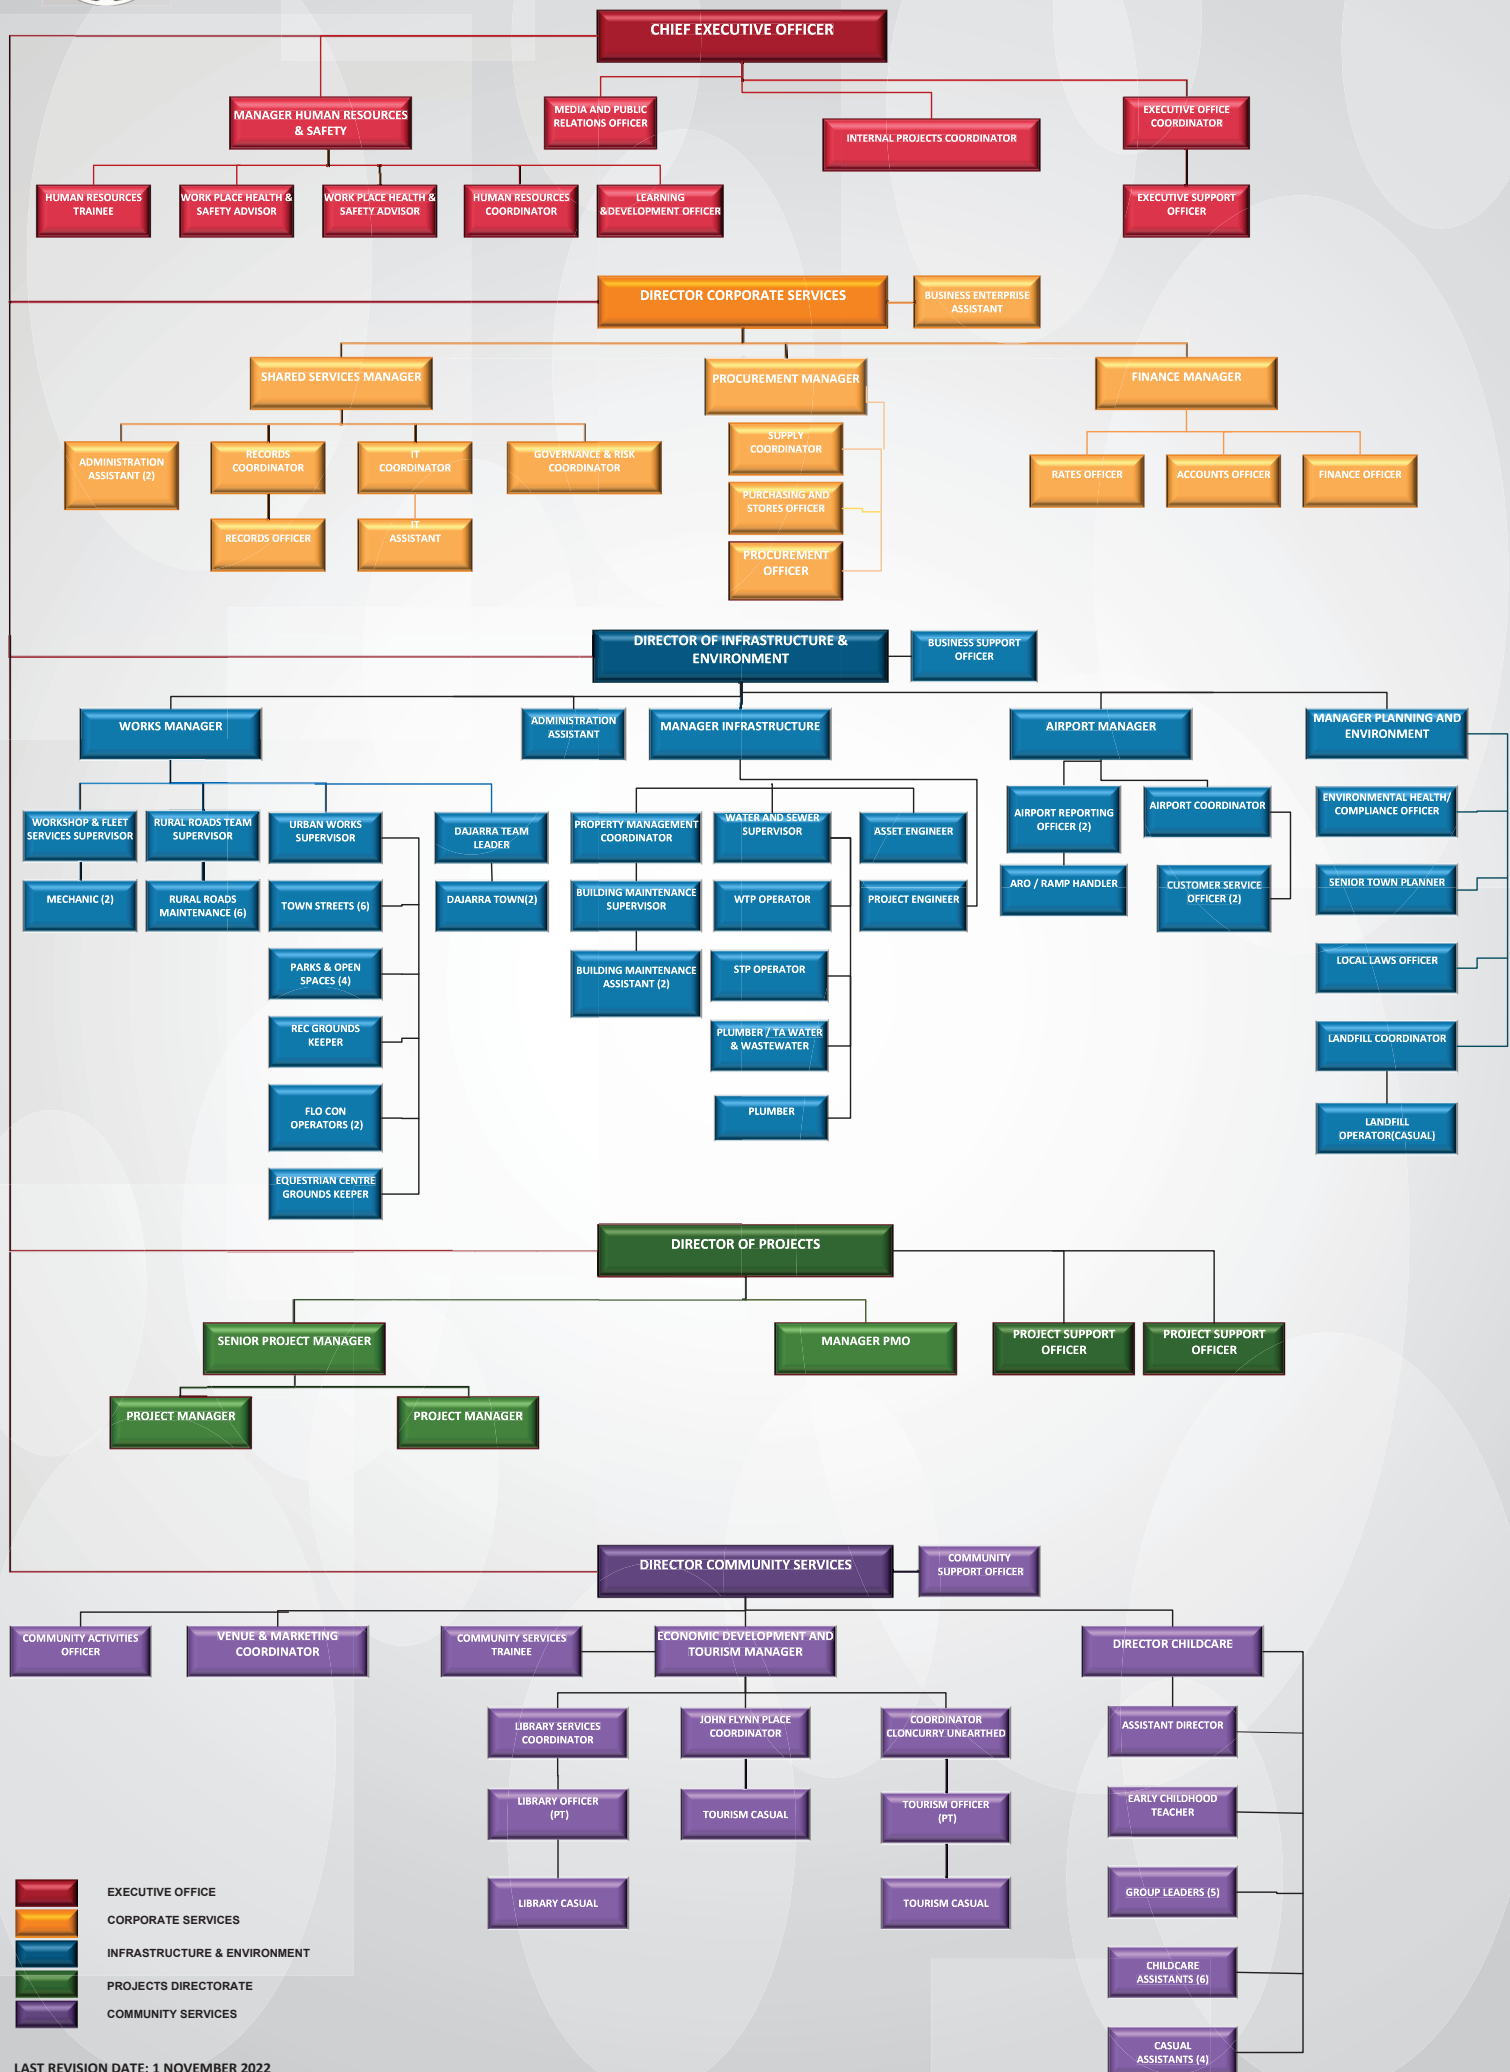 CHIEF EXECUTIVE OFFICER
MANAGER HUMAN RESOURCES
& SAFETY
MEDIA AND PUBLIC
RELATIONS OFFICER
INTERNAL PROJECTS COORDINATOR
EXECUTIVE OFFICE
COORDINATOR
HUMAN RESOURCES
TRAINEE
WORK PLACE HEALTH &
SAFETY ADVISOR
WORK PLACE HEALTH &
SAFETY ADVISOR
HUMAN RESOURCES
COORDINATOR
LEARNING
&DEVELOPMENT OFFICER
EXECUTIVE SUPPORT
OFFICER
DIRECTOR CORPORATE SERVICES
BUSINESS ENTERPRISE
ASSISTANT
SHARED SERVICES MANAGER
PROCUREMENT MANAGER
FINANCE MANAGER
ADMINISTRATION
ASSISTANT (2)
RECORDS
COORDINATOR
IT
COORDINATOR
GOVERNANCE & RISK
COORDINATOR
SUPPLY
COORDINATOR
RATES OFFICER
ACCOUNTS OFFICER
FINANCE OFFICER
PURCHASING AND
STORES OFFICER
RECORDS OFFICER
IT
ASSISTANT
PROCUREMENT
OFFICER
DIRECTOR OF INFRASTRUCTURE &
ENVIRONMENT
BUSINESS SUPPORT
OFFICER
WORKS MANAGER
ADMINISTRATION
ASSISTANT
MANAGER INFRASTRUCTURE
AIRPORT MANAGER
MANAGER PLANNING AND
ENVIRONMENT
WORKSHOP & FLEET
SERVICES SUPERVISOR
RURAL ROADS TEAM
SUPERVISOR
URBAN WORKS
SUPERVISOR
DAJARRA TEAM
LEADER
PROPERTY MANAGEMENT
COORDINATOR
WATER AND SEWER
SUPERVISOR
ASSET ENGINEER
AIRPORT REPORTING
OFFICER (2)
AIRPORT COORDINATOR
ENVIRONMENTAL HEALTH/
COMPLIANCE OFFICER
MECHANIC (2)
RURAL ROADS
MAINTENANCE (6)
TOWN STREETS (6)
DAJARRA TOWN(2)
BUILDING MAINTENANCE
SUPERVISOR
WTP OPERATOR
PROJECT ENGINEER
ARO / RAMP HANDLER
CUSTOMER SERVICE
OFFICER (2)
SENIOR TOWN PLANNER
PARKS & OPEN
SPACES (4)
BUILDING MAINTENANCE
ASSISTANT (2)
STP OPERATOR
LOCAL LAWS OFFICER
REC GROUNDS
KEEPER
PLUMBER / TA WATER
& WASTEWATER
LANDFILL COORDINATOR
FLO CON
OPERATORS (2)
PLUMBER
LANDFILL
OPERATOR(CASUAL)
EQUESTRIAN CENTRE
GROUNDS KEEPER
DIRECTOR OF PROJECTS
SENIOR PROJECT MANAGER
MANAGER PMO
PROJECT SUPPORT
OFFICER
PROJECT SUPPORT
OFFICER
PROJECT MANAGER
PROJECT MANAGER
DIRECTOR COMMUNITY SERVICES
COMMUNITY
SUPPORT OFFICER
COMMUNITY ACTIVITIES
OFFICER
VENUE & MARKETING
COORDINATOR
COMMUNITY SERVICES
TRAINEE
ECONOMIC DEVELOPMENT AND
TOURISM MANAGER
DIRECTOR CHILDCARE
LIBRARY SERVICES
COORDINATOR
JOHN FLYNN PLACE
COORDINATOR
COORDINATOR
CLONCURRY UNEARTHED
ASSISTANT DIRECTOR
LIBRARY OFFICER
(PT)
TOURISM CASUAL
TOURISM OFFICER
(PT)
EARLY CHILDHOOD
TEACHER
LIBRARY CASUAL
TOURISM CASUAL
GROUP LEADERS (5)
CHILDCARE
ASSISTANTS (6)
CASUAL
ASSISTANTS (4)
EXECUTIVE OFFICE
CORPORATE SERVICES
INFRASTRUCTURE & ENVIRONMENT
PROJECTS DIRECTORATE
COMMUNITY SERVICES
LAST REVISION DATE: 1 NOVEMBER 2022